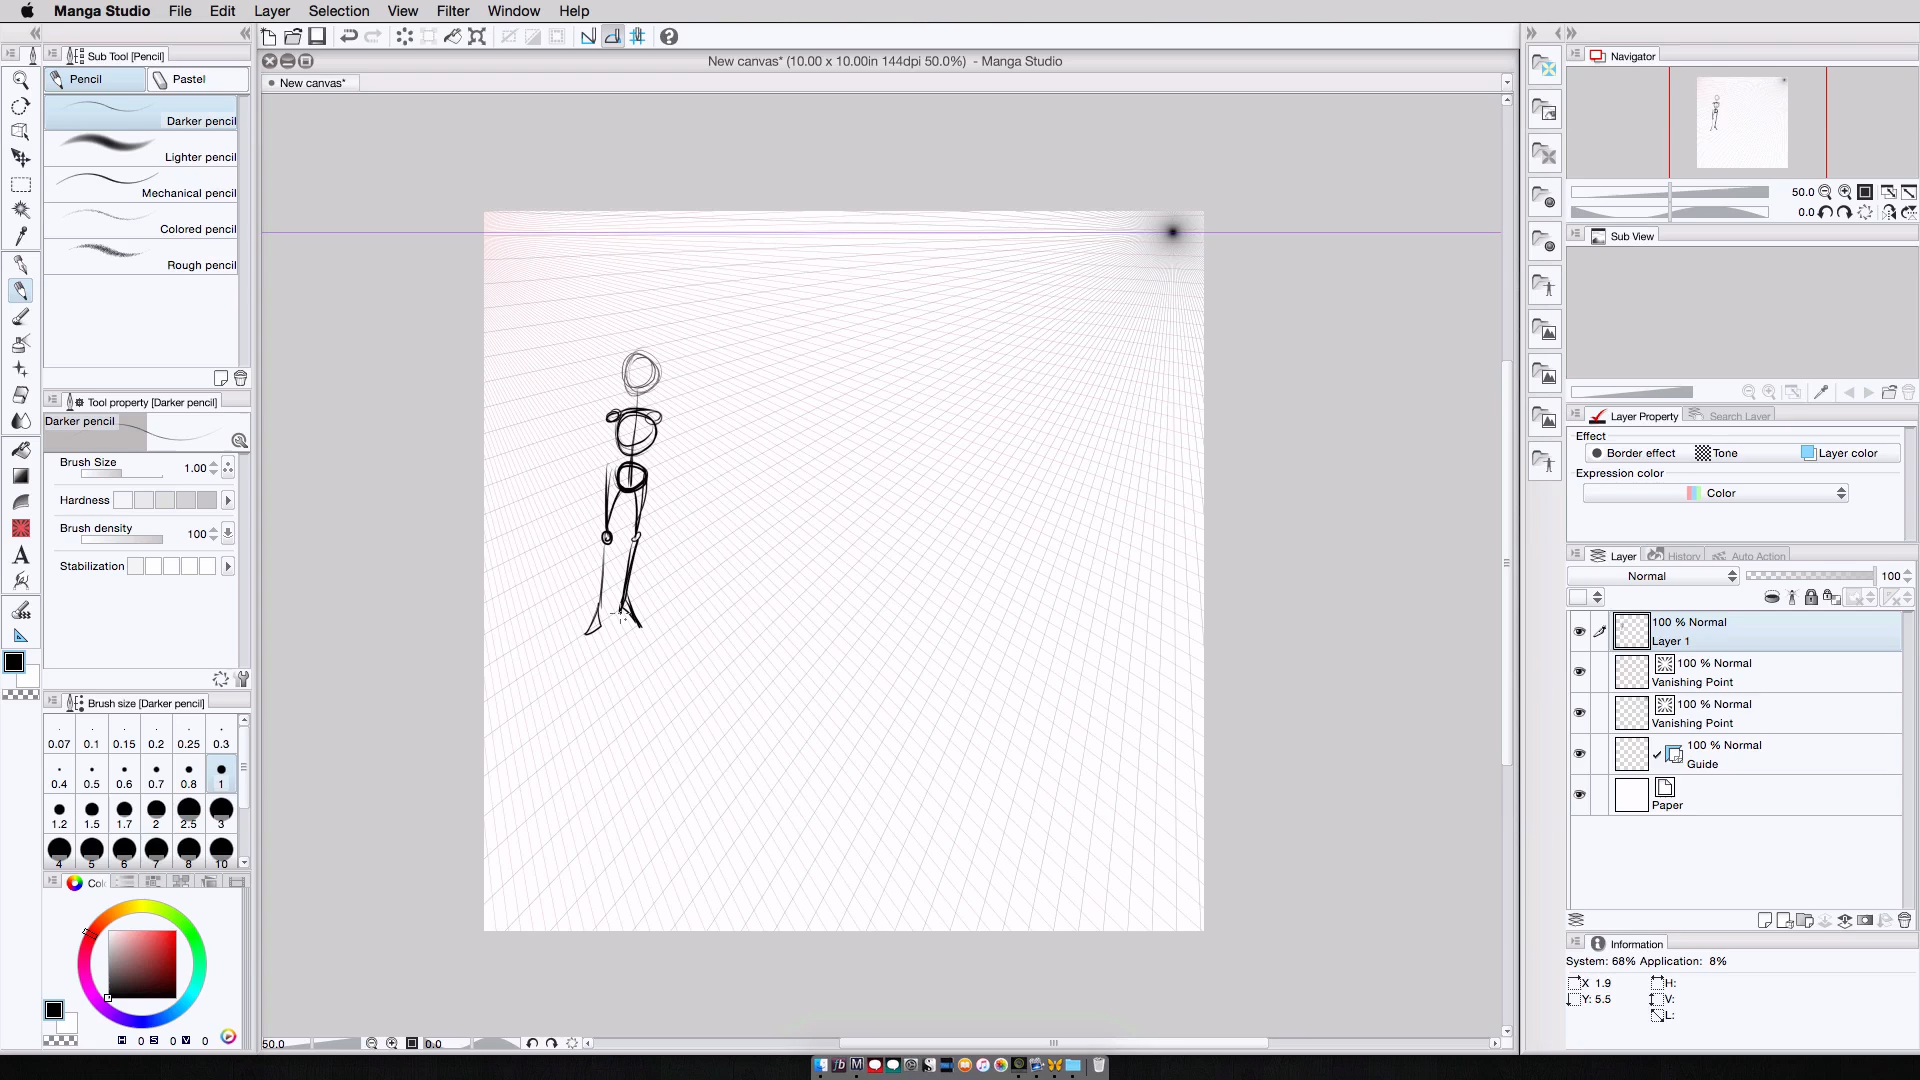 Manga Studio File Edit Layer Selection View Filter Window Help
Sub Tool [Pencil]
Pencil Pastel
Darker pencil
Lighter pencil
Mechanical pencil
Colored pencil
Rough pencil
Tool property [Darker pencil]
Darker pencil
Brush Size 1.00
Hardness
Brush density 100
Stabilization
Brush size [Darker pencil]
0.07 0.1 0.15 0.2 0.25 0.3
0.4 0.5 0.6 0.7 0.8 1
1.2 1.5 1.7 2 2.5 3
4 5 6 7 8 10
Col
H 0 S 0 V 0
New canvas* (10.00 x 10.00in 144dpi 50.0%) - Manga Studio
New canvas*
50.0 0.0
Navigator
50.0
0.0
Sub View
Layer Property Search Layer
Effect
Border effect Tone Layer color
Expression color
Color
Layer History Auto Action
Normal 100
100 % Normal
Layer 1
100 % Normal
Vanishing Point
100 % Normal
Vanishing Point
100 % Normal
Guide
Paper
Information
System: 68% Application: 8%
X 1.9 H:
Y: 5.5 V:
L: